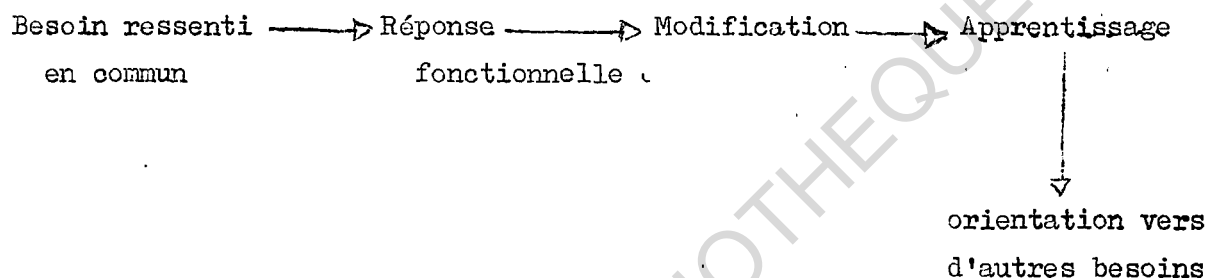 Besoin ressenti → Réponse → Modification → Apprentissage
en commun fonctionnelle
orientation vers
d'autres besoins